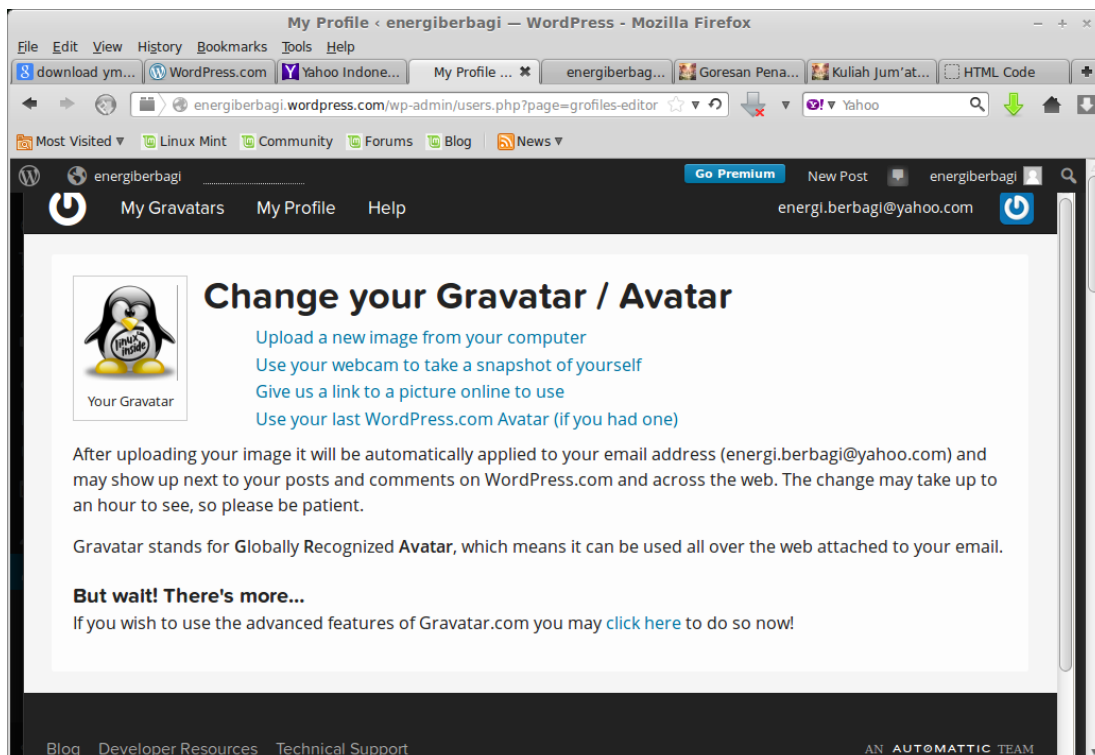 My Profile ‹ energiberbagi — WordPress - Mozilla Firefox
File Edit View History Bookmarks Tools Help
download ym... WordPress.com Yahoo Indone... My Profile ... energiberbag... Goresan Pena... Kuliah Jum'at... HTML Code
energiberbagi.wordpress.com/wp-admin/users.php?page=grofiles-editor Yahoo
Most Visited Linux Mint Community Forums Blog News
energiberbagi Go Premium New Post energiberbagi
My Gravatars My Profile Help energi.berbagi@yahoo.com
Change your Gravatar / Avatar
linux
inside
Your Gravatar
Upload a new image from your computer
Use your webcam to take a snapshot of yourself
Give us a link to a picture online to use
Use your last WordPress.com Avatar (if you had one)
After uploading your image it will be automatically applied to your email address (energi.berbagi@yahoo.com) and
may show up next to your posts and comments on WordPress.com and across the web. The change may take up to
an hour to see, so please be patient.
Gravatar stands for Globally Recognized Avatar, which means it can be used all over the web attached to your email.
But wait! There's more...
If you wish to use the advanced features of Gravatar.com you may click here to do so now!
Blog Developer Resources Technical Support AN AUTOMATTIC TEAM